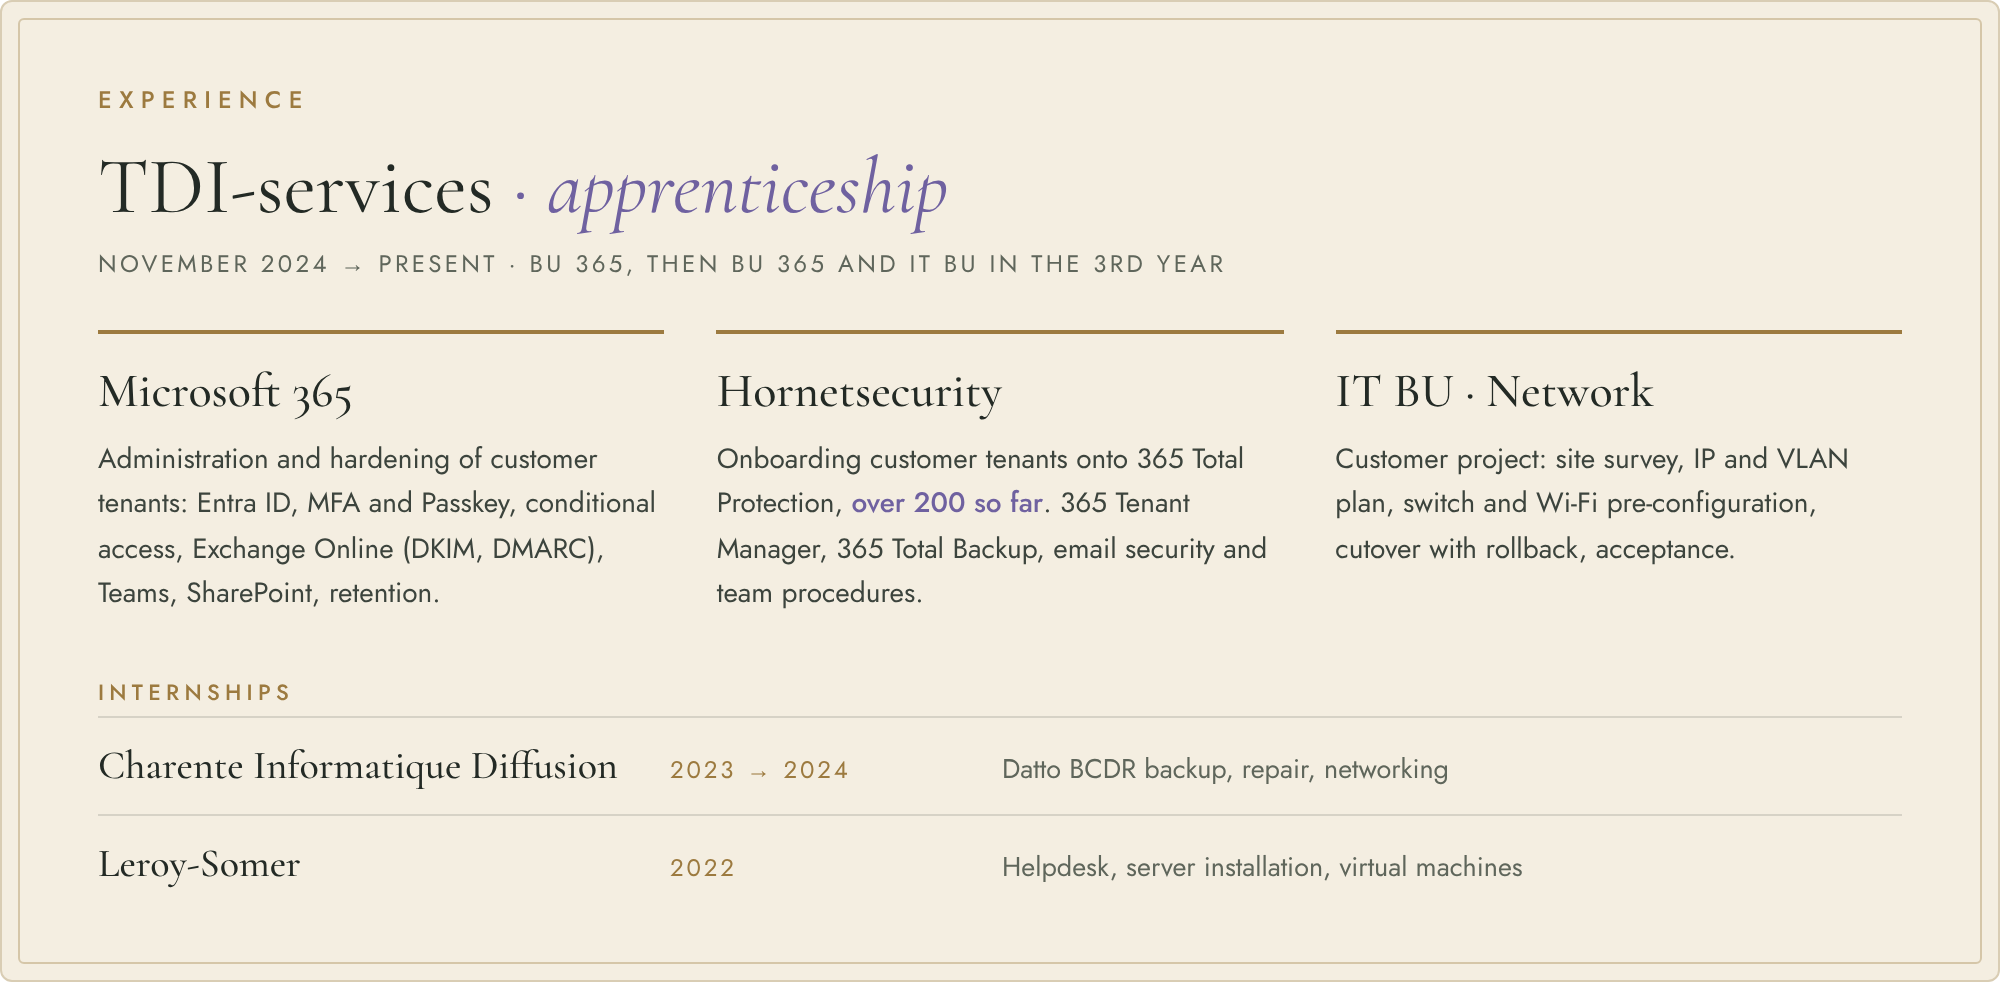 EXPERIENCE
TDI-services · apprenticeship
NOVEMBER 2024 → PRESENT · BU 365, THEN BU 365 AND IT BU IN THE 3RD YEAR
Microsoft 365
Administration and hardening of customer
tenants: Entra ID, MFA and Passkey, conditional
access, Exchange Online (DKIM, DMARC),
Teams, SharePoint, retention.
Hornetsecurity
Onboarding customer tenants onto 365 Total
Protection, over 200 so far. 365 Tenant
Manager, 365 Total Backup, email security and
team procedures.
IT BU · Network
Customer project: site survey, IP and VLAN
plan, switch and Wi-Fi pre-configuration,
cutover with rollback, acceptance.
INTERNSHIPS
Charente Informatique Diffusion 2023 → 2024 Datto BCDR backup, repair, networking
Leroy-Somer 2022 Helpdesk, server installation, virtual machines